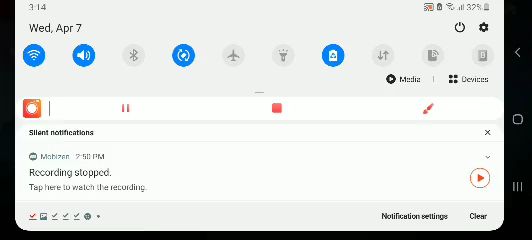 3:14
32%
Wed, Apr 7
Media
Devices
Silent notifications
Mobizen 2:50 PM
Recording stopped.
Tap here to watch the recording.
Notification settings
Clear